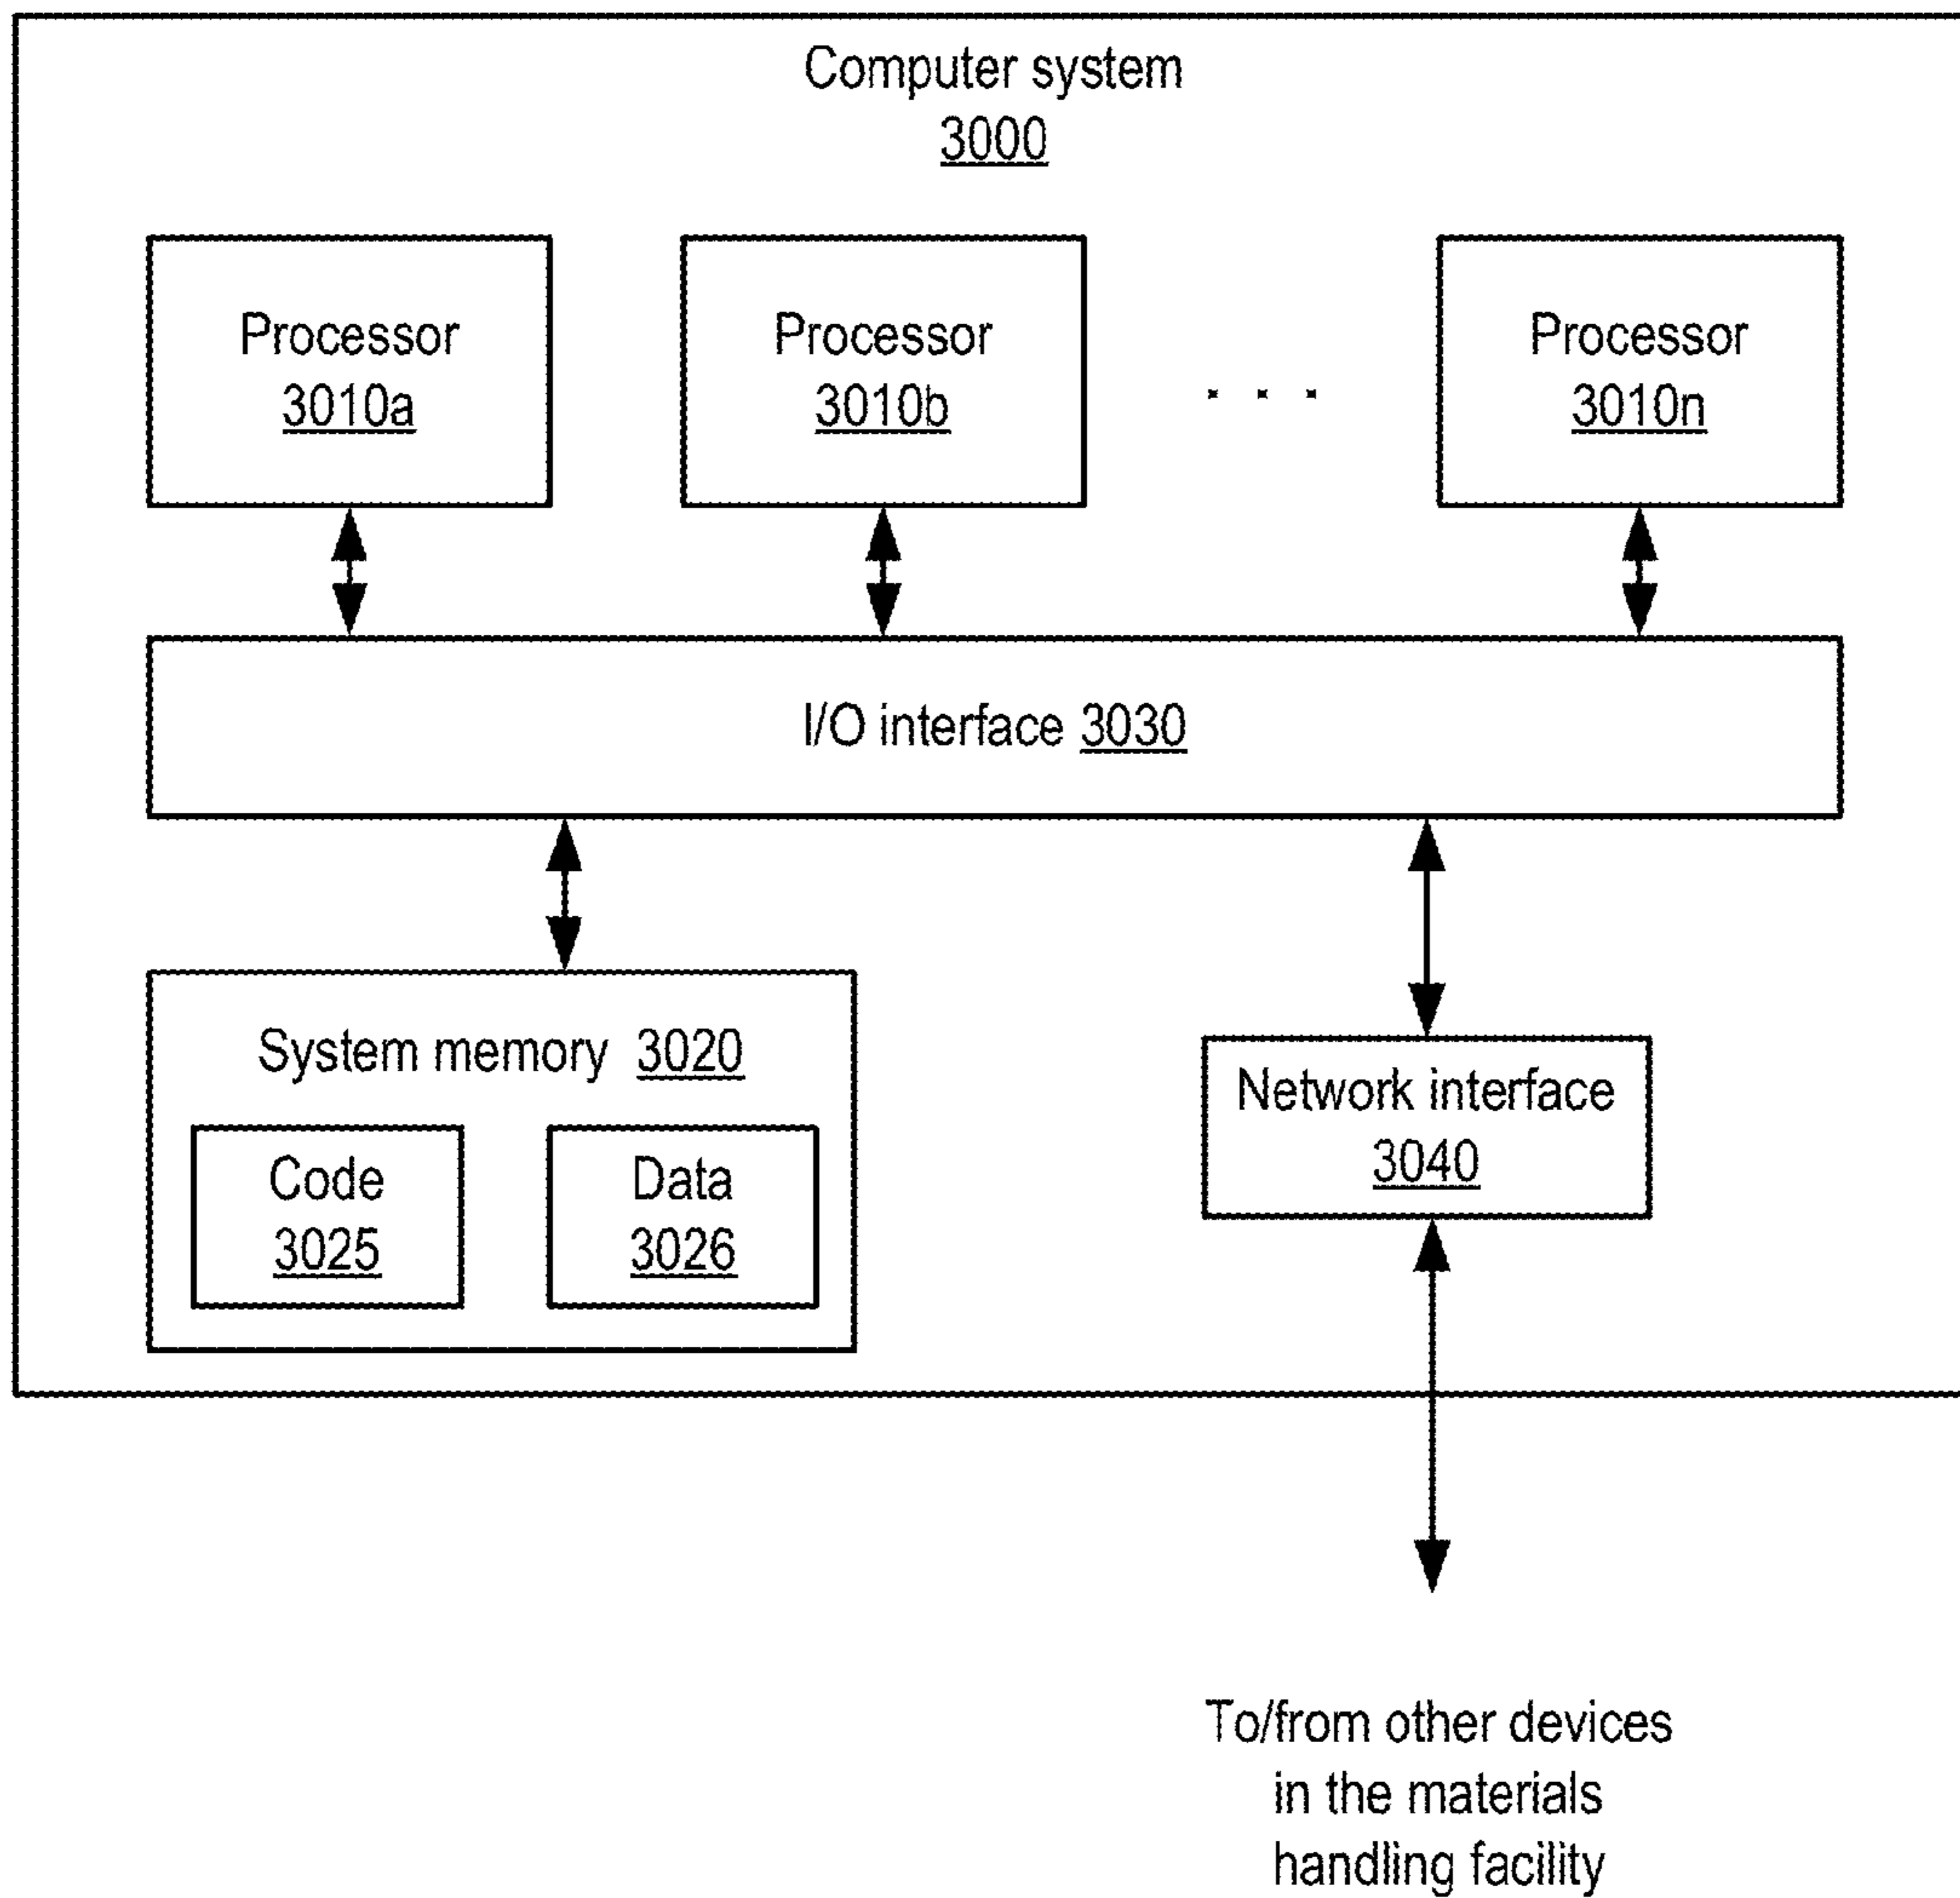 Computer system
3000
Processor
3010a
Processor
3010b
. . .
Processor
3010n
I/O interface 3030
System memory 3020
Code
3025
Data
3026
Network interface
3040
To/from other devices
in the materials
handling facility